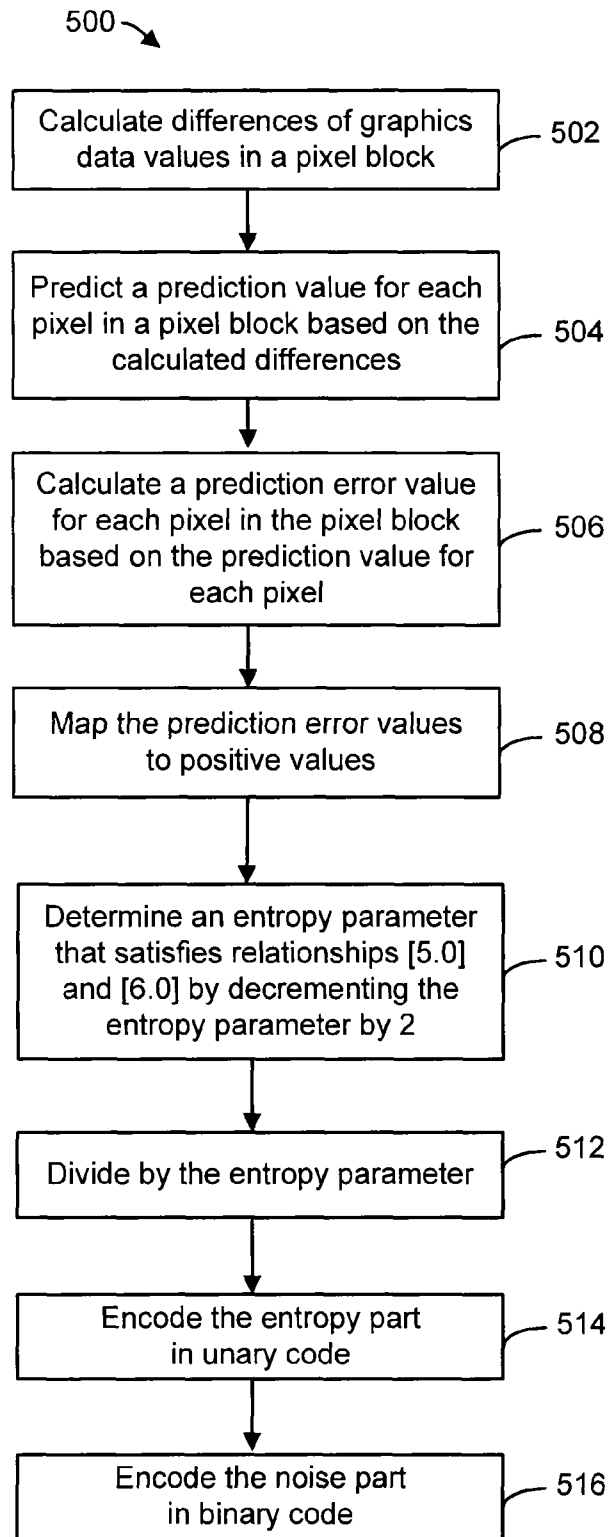 500
Calculate differences of graphics
data values in a pixel block
502
Predict a prediction value for each
pixel in a pixel block based on the
calculated differences
504
Calculate a prediction error value
for each pixel in the pixel block
based on the prediction value for
each pixel
506
Map the prediction error values
to positive values
508
Determine an entropy parameter
that satisfies relationships [5.0]
and [6.0] by decrementing the
entropy parameter by 2
510
Divide by the entropy parameter
512
Encode the entropy part
in unary code
514
Encode the noise part
in binary code
516